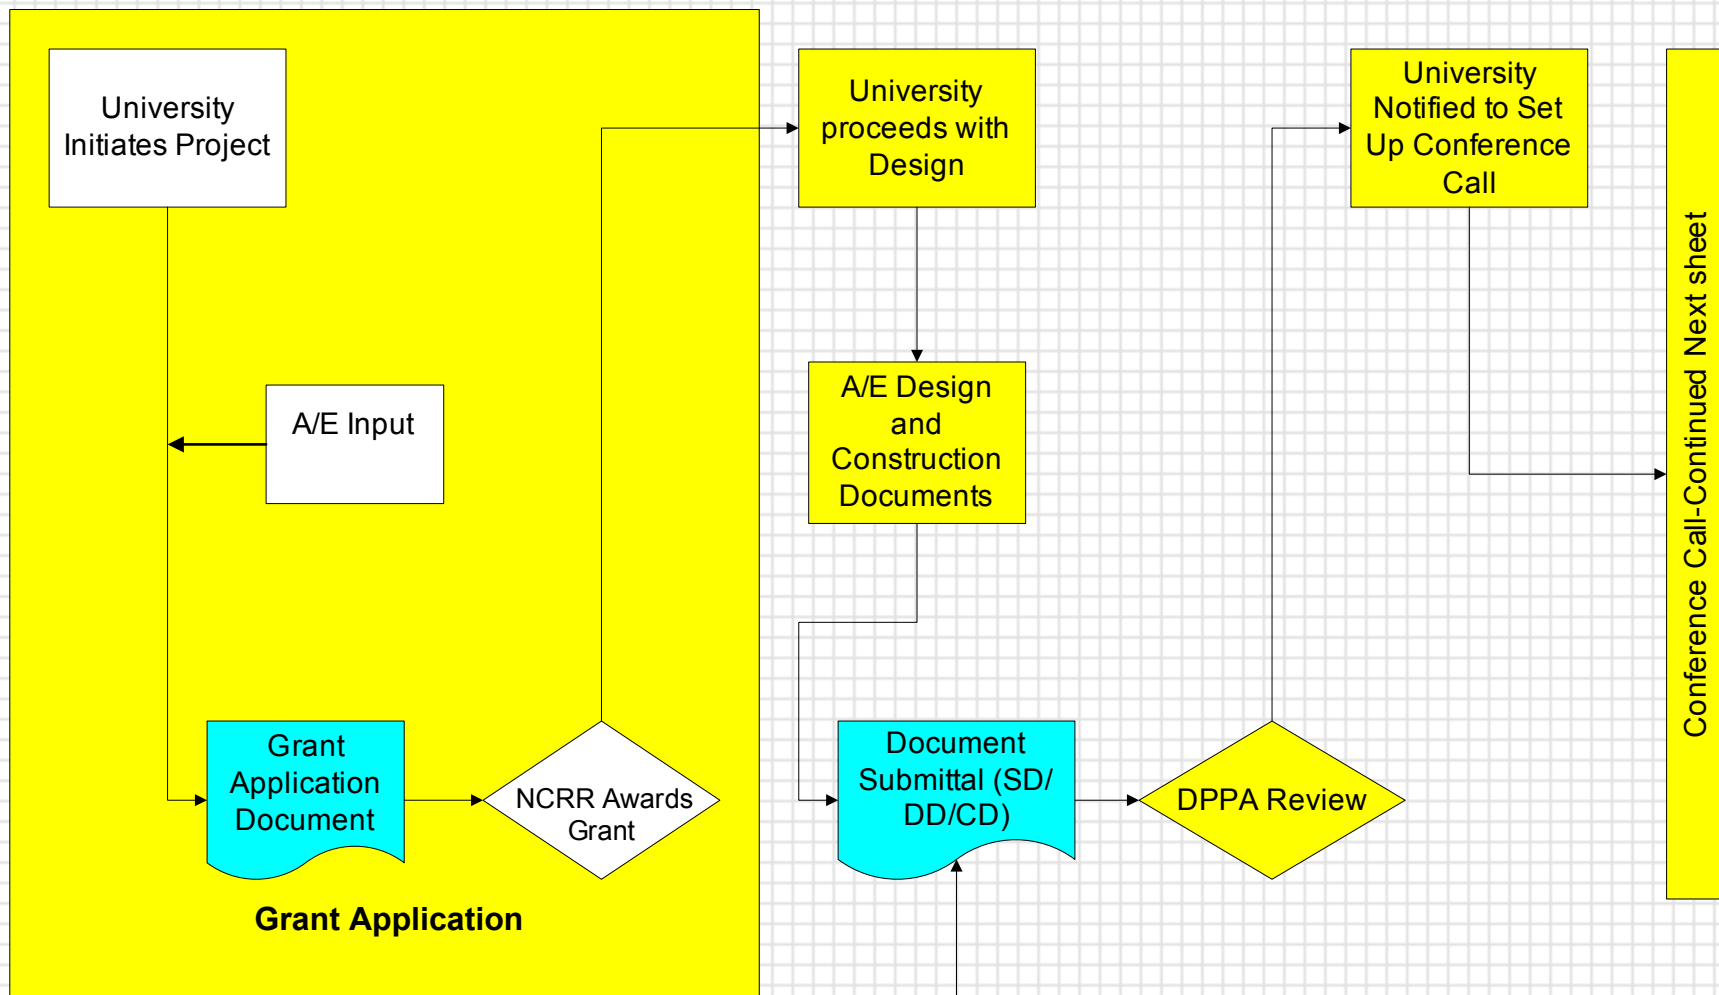 University
Initiates Project
A/E Input
Grant
Application
Document
NCRR Awards
Grant
Grant Application
University
proceeds with
Design
A/E Design
and
Construction
Documents
Document
Submittal (SD/
DD/CD)
DPPA Review
University
Notified to Set
Up Conference
Call
Conference Call-Continued Next sheet